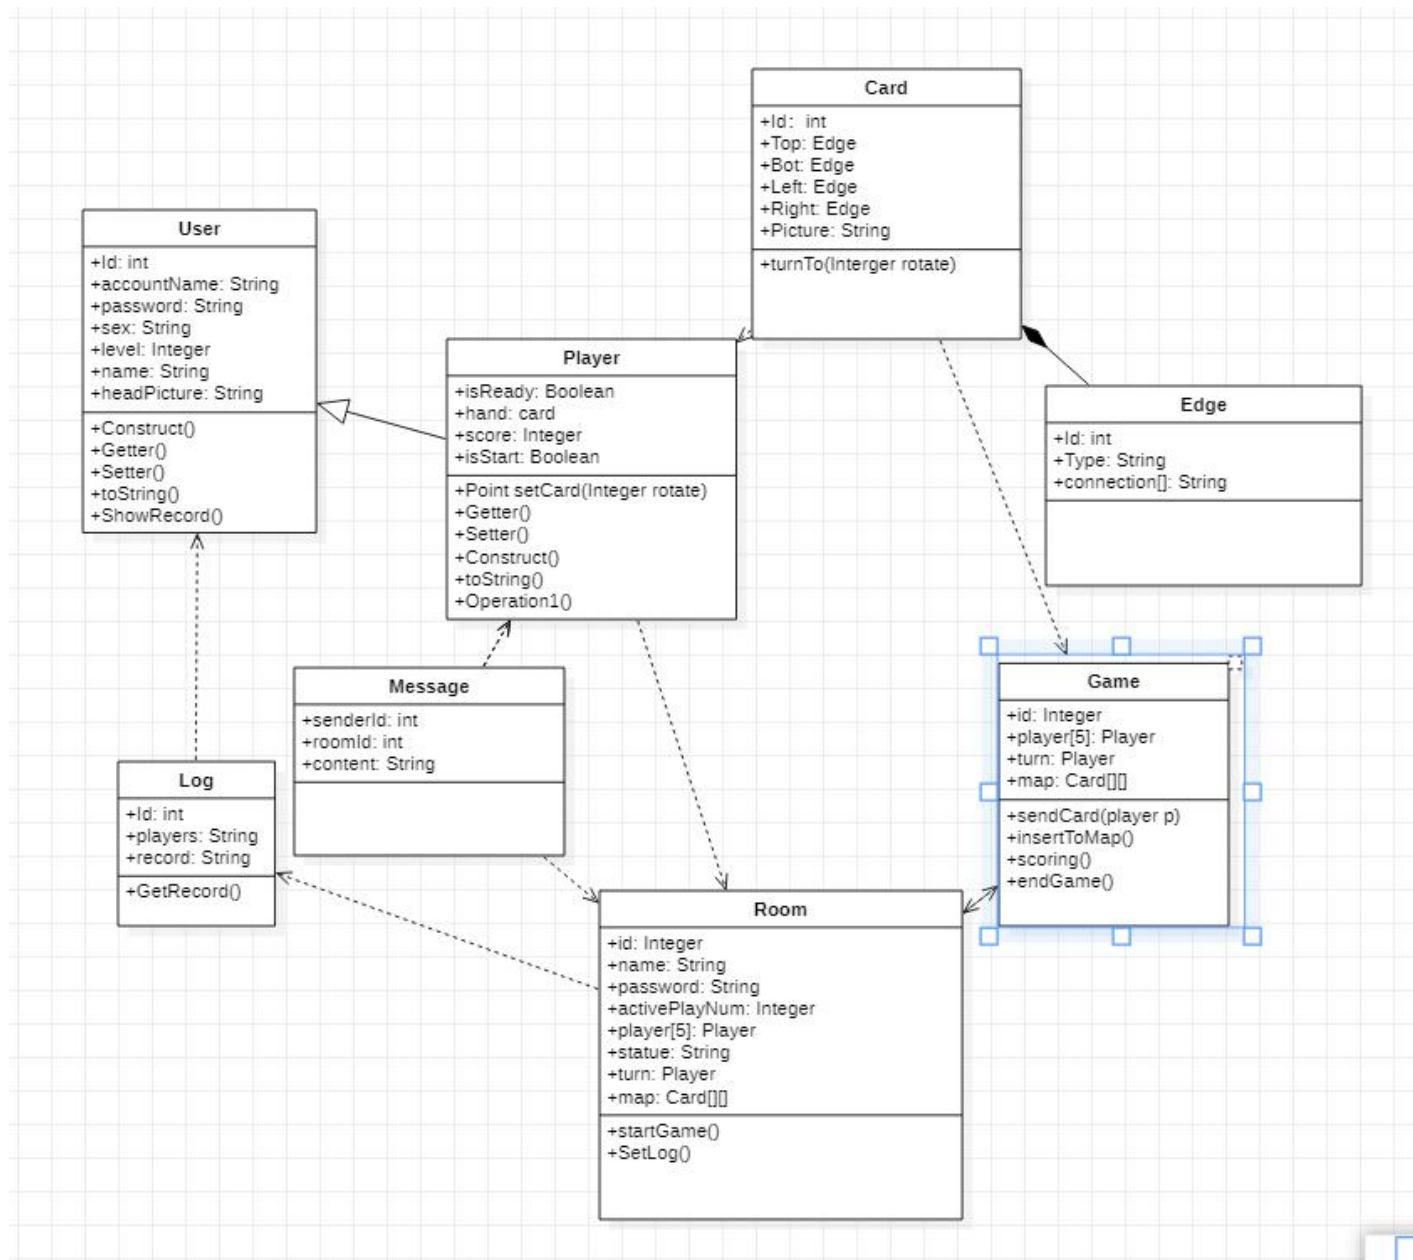 Card
+Id: int
+Top: Edge
+Bot: Edge
+Left: Edge
+Right: Edge
+Picture: String
+turnTo(Interger rotate)
User
+Id: int
+accountName: String
+password: String
+sex: String
+level: Integer
+name: String
+headPicture: String
+Construct()
+Getter()
+Setter()
+toString()
+ShowRecord()
Player
+isReady: Boolean
+hand: card
+score: Integer
+isStart: Boolean
+Point setCard(Integer rotate)
+Getter()
+Setter()
+Construct()
+toString()
+Operation1()
Edge
+Id: int
+Type: String
+connection[]: String
Message
+senderId: int
+roomId: int
+content: String
Game
+id: Integer
+player[5]: Player
+turn: Player
+map: Card[][]
+sendCard(player p)
+insertToMap()
+scoring()
+endGame()
Log
+Id: int
+players: String
+record: String
+GetRecord()
Room
+id: Integer
+name: String
+password: String
+activePlayNum: Integer
+player[5]: Player
+statue: String
+turn: Player
+map: Card[][]
+startGame()
+SetLog()